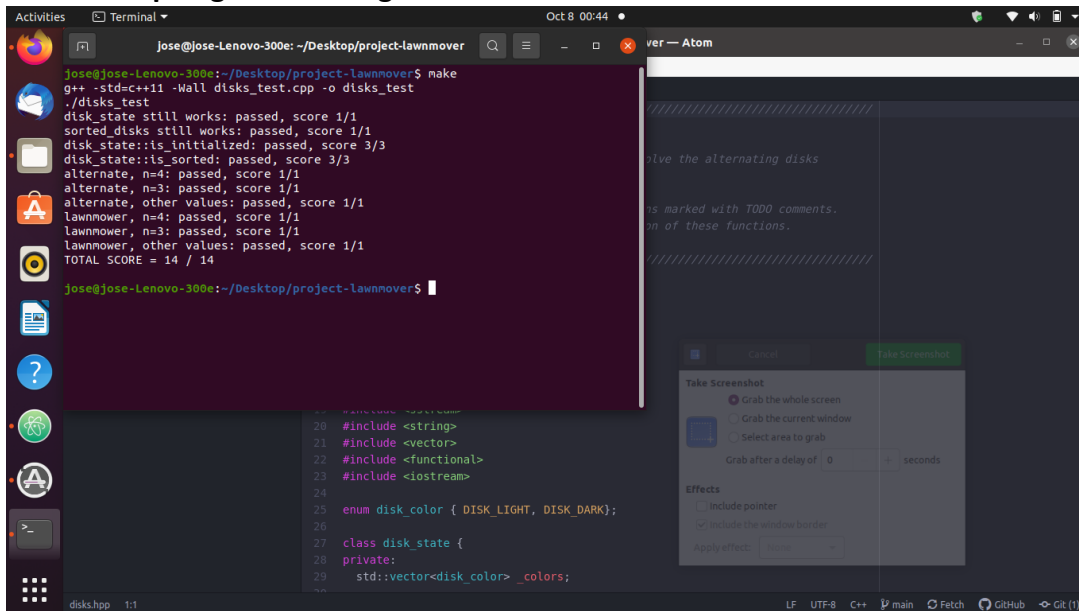 Activities
Terminal
Oct 8 00:44
jose@jose-Lenovo-300e: ~/Desktop/project-lawnmover
ver — Atom
jose@jose-Lenovo-300e:~/Desktop/project-lawnmover$ make
g++ -std=c++11 -Wall disks_test.cpp -o disks_test
./disks_test
disk_state still works: passed, score 1/1
sorted_disks still works: passed, score 1/1
disk_state::is_initialized: passed, score 3/3
disk_state::is_sorted: passed, score 3/3
alternate, n=4: passed, score 1/1
alternate, n=3: passed, score 1/1
alternate, other values: passed, score 1/1
lawnmower, n=4: passed, score 1/1
lawnmower, n=3: passed, score 1/1
lawnmower, other values: passed, score 1/1
TOTAL SCORE = 14 / 14
jose@jose-Lenovo-300e:~/Desktop/project-lawnmover$
olve the alternating disks
ns marked with TODO comments.
on of these functions.
Cancel
Take Screenshot
Take Screenshot
Grab the whole screen
Grab the current window
Select area to grab
Grab after a delay of 0 + seconds
Effects
Include pointer
Include the window border
Apply effect: None
19 #include <sstream>
20 #include <string>
21 #include <vector>
22 #include <functional>
23 #include <iostream>
24
25 enum disk_color { DISK_LIGHT, DISK_DARK};
26
27 class disk_state {
28 private:
29 std::vector<disk_color> _colors;
disks.hpp 1:1
LF UTF-8 C++ main Fetch GitHub Git (1)